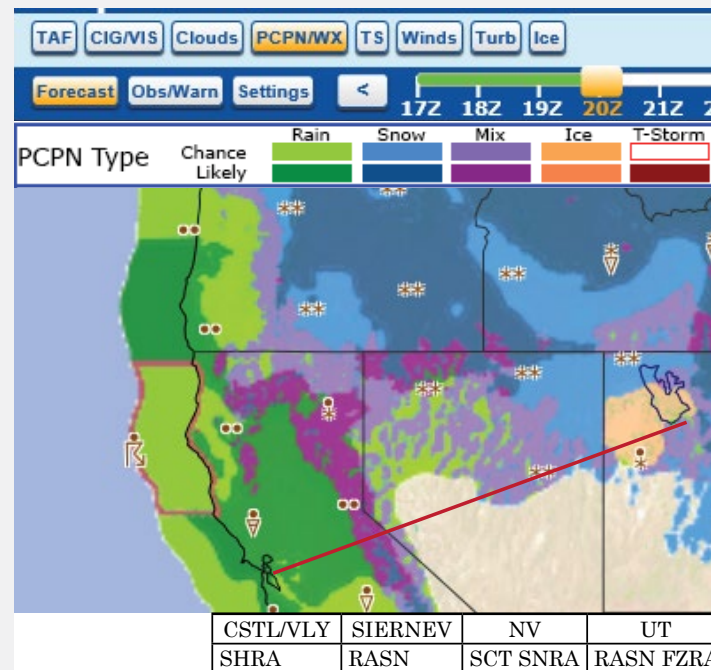 TAF CIG/VIS Clouds PCPN/WX TS Winds Turb Ice
Forecast Obs/Warn Settings <
17Z 18Z 19Z 20Z 21Z 2
Rain Snow Mix Ice T-Storm
PCPN Type Chance
Likely
CSTL/VLY SIERNEV NV UT
SHRA RASN SCT SNRA RASN FZRA